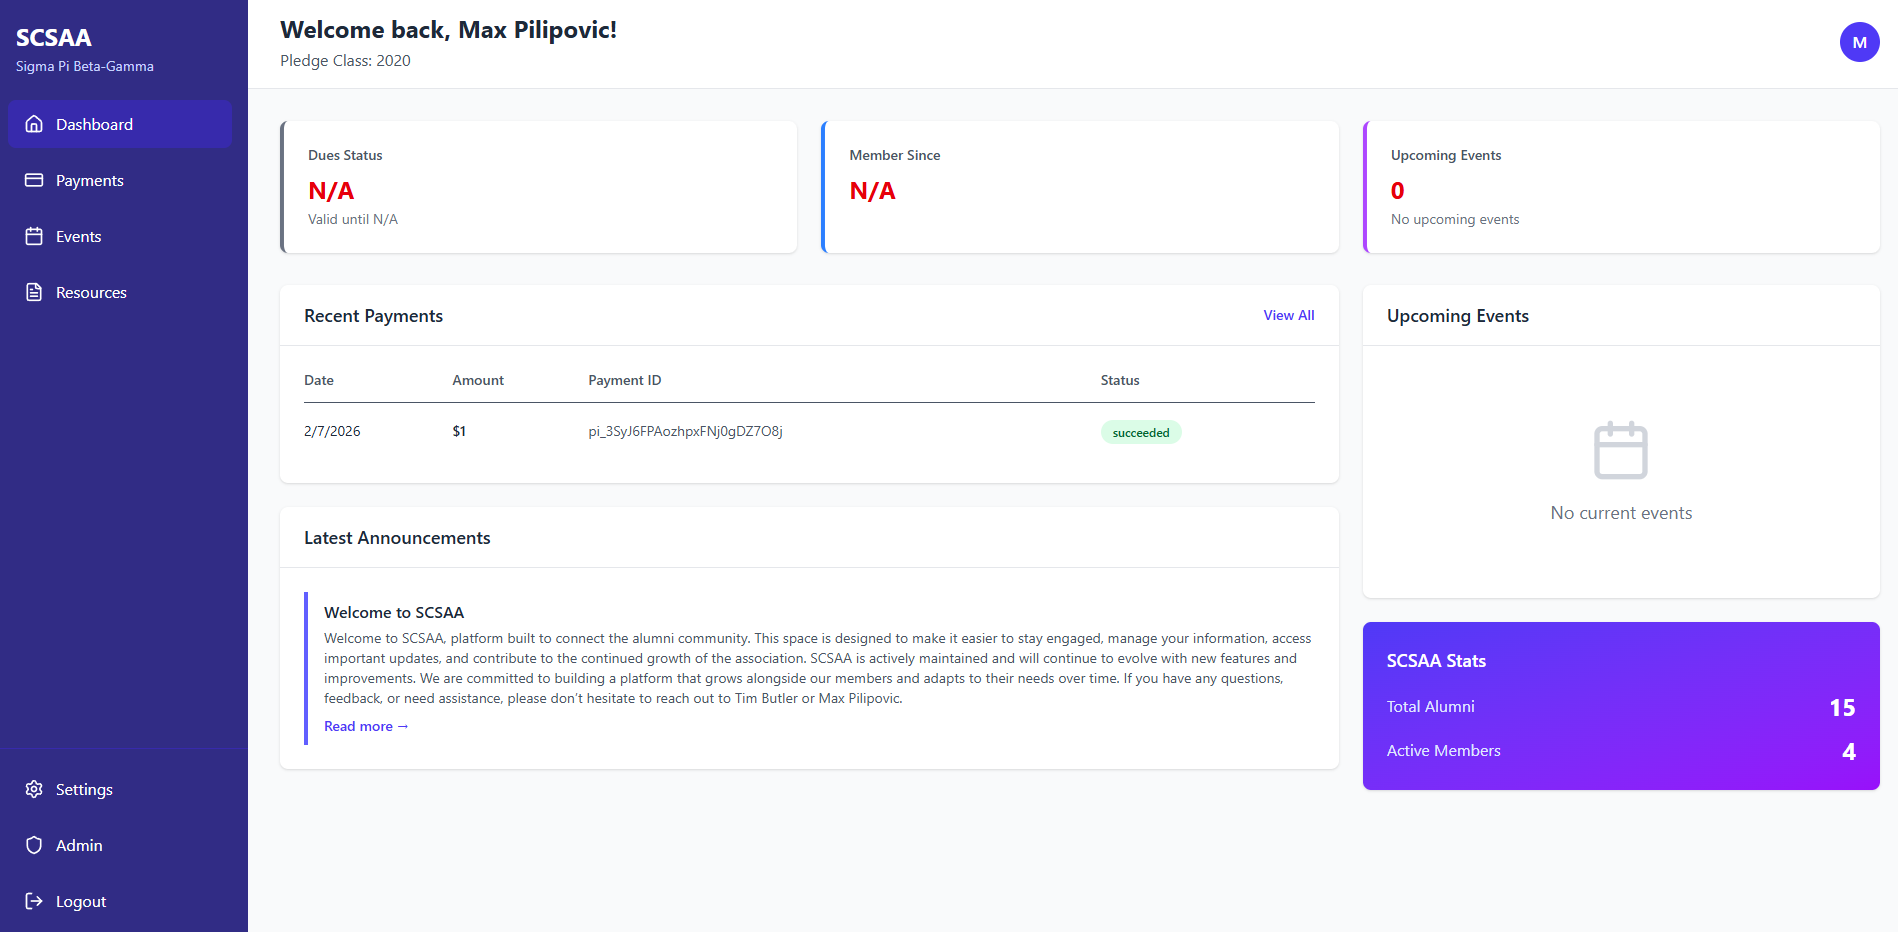 SCSAA
Sigma Pi Beta-Gamma
Dashboard
Payments
Events
Resources
Settings
Admin
Logout
Welcome back, Max Pilipovic!
Pledge Class: 2020
M
Dues Status
N/A
Valid until N/A
Member Since
N/A
Upcoming Events
0
No upcoming events
Recent Payments
View All
Date Amount Payment ID Status
2/7/2026 $1 pi_3SyJ6FPAozhpxFNj0gDZ7O8j succeeded
Latest Announcements
Welcome to SCSAA
Welcome to SCSAA, platform built to connect the alumni community. This space is designed to make it easier to stay engaged, manage your information, access
important updates, and contribute to the continued growth of the association. SCSAA is actively maintained and will continue to evolve with new features and
improvements. We are committed to building a platform that grows alongside our members and adapts to their needs over time. If you have any questions,
feedback, or need assistance, please don’t hesitate to reach out to Tim Butler or Max Pilipovic.
Read more →
Upcoming Events
No current events
SCSAA Stats
Total Alumni 15
Active Members 4